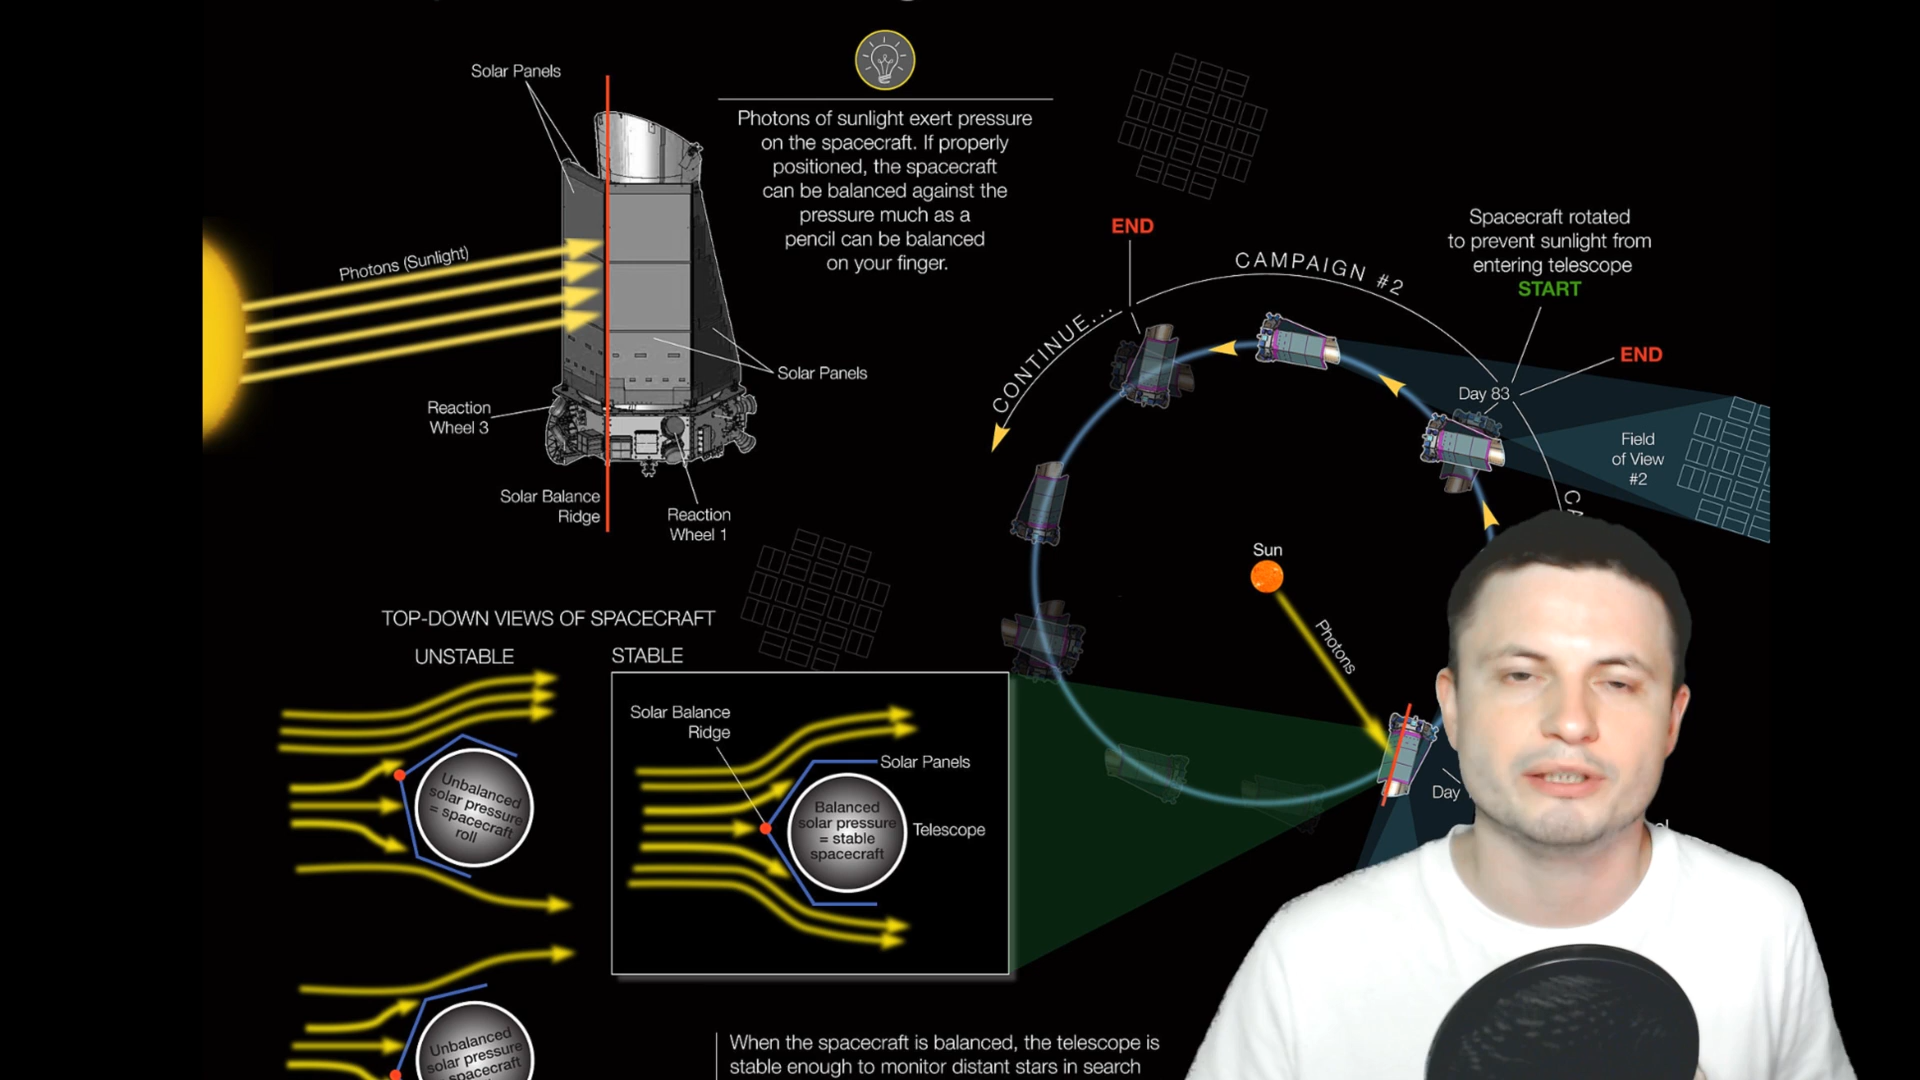 Solar Panels
Photons of sunlight exert pressure
on the spacecraft. If properly
positioned, the spacecraft
can be balanced against the
pressure much as a
pencil can be balanced
on your finger.
Photons (Sunlight)
Solar Panels
Reaction
Wheel 3
Solar Balance
Ridge
Reaction
Wheel 1
END
CAMPAIGN #2
CONTINUE...
Spacecraft rotated
to prevent sunlight from
entering telescope
START
END
Day 83
Field
of View
#2
Sun
Photons
Day
TOP-DOWN VIEWS OF SPACECRAFT
UNSTABLE
STABLE
Unbalanced
solar pressure
= spacecraft
roll
Solar Balance
Ridge
Solar Panels
Balanced
solar pressure
= stable
spacecraft
Telescope
Unbalanced
solar pressure
spacecraft
When the spacecraft is balanced, the telescope is
stable enough to monitor distant stars in search